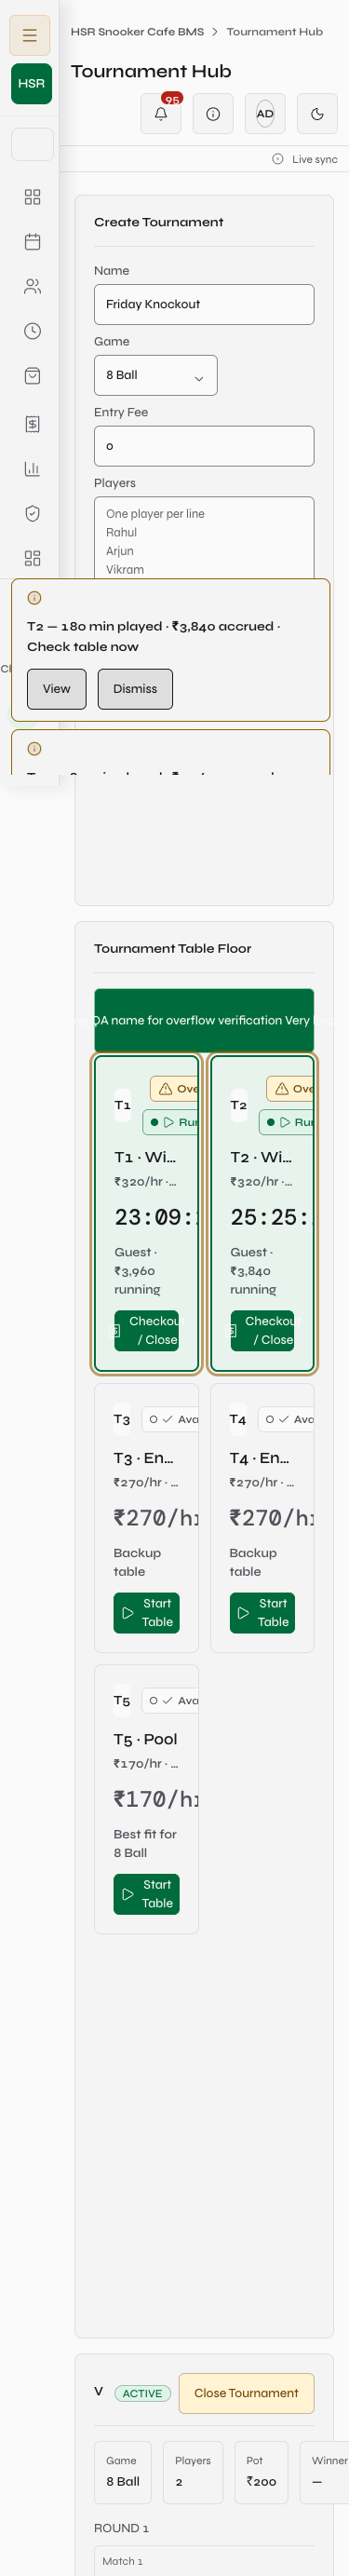 HSR Snooker Cafe BMS > Tournament Hub
HSR
Tournament Hub
95
AD
Live sync
Create Tournament
Name
Friday Knockout
Game
8 Ball
Entry Fee
0
Players
One player per line
Rahul
Arjun
Vikram
T2 — 180 min played · ₹3,840 accrued ·
Check table now
View
Dismiss
Tournament Table Floor
QA name for overflow verification Very
T1
T2
T1 · Wi...
T2 · Wi...
₹320/hr ·...
₹320/hr ·...
23:09:
25:25:
Guest ·
₹3,960
running
Guest ·
₹3,840
running
Checkout
/ Close
Checkout
/ Close
T3
T4
T3 · En...
T4 · En...
₹270/hr · ...
₹270/hr · ...
₹270/hr
₹270/hr
Backup
table
Backup
table
Start
Table
Start
Table
T5
T5 · Pool
₹170/hr · ...
₹170/hr
Best fit for
8 Ball
Start
Table
V
ACTIVE
Close Tournament
Game
8 Ball
Players
2
Pot
₹200
Winner
—
ROUND 1
Match 1